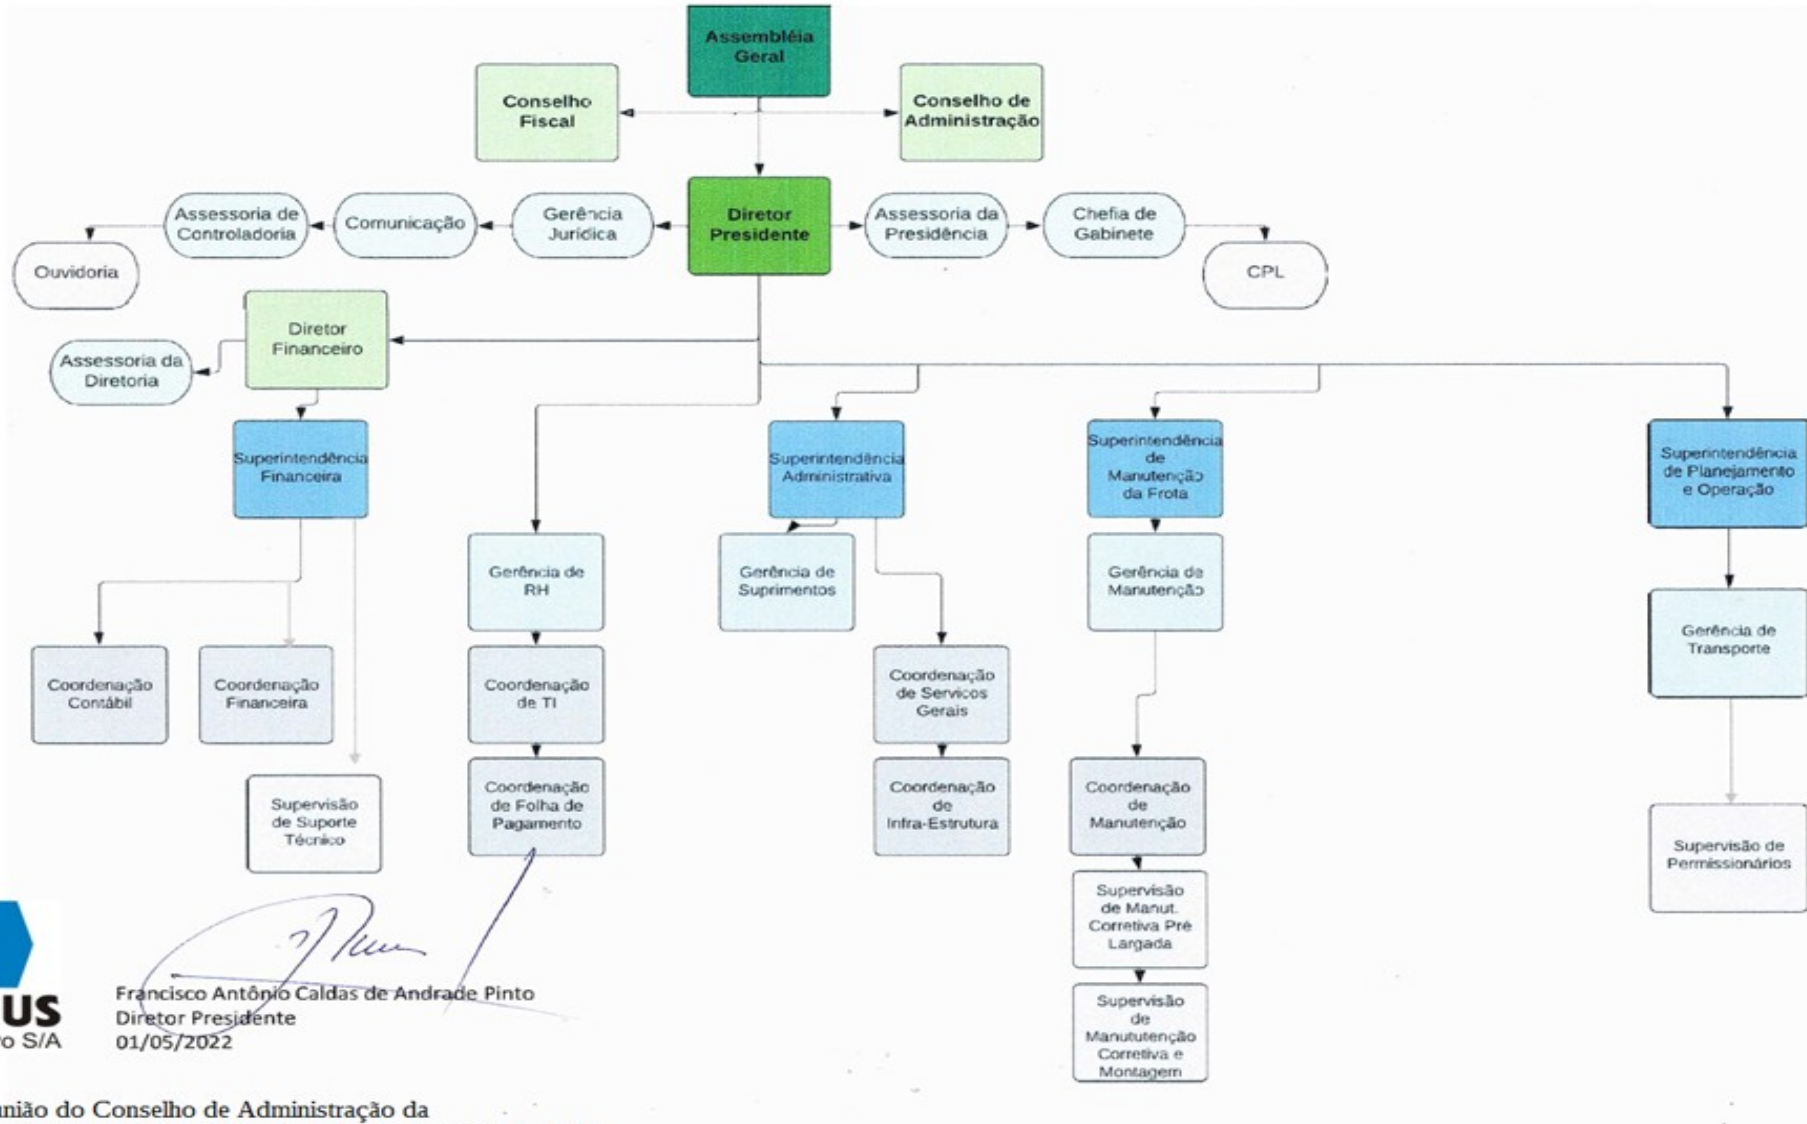 Assembléia
Geral
Conselho
Fiscal
Conselho de
Administração
Assessoria de
Controladoria
Comunicação
Gerência
Jurídica
Diretor
Presidente
Assessoria da
Presidência
Chefia de
Gabinete
Ouvidoria
CPL
Diretor
Financeiro
Assessoria da
Diretoria
Superintendência
Financeira
Superintendência
Administrativa
Superintendência
de
Manutenção
da Frota
Superintendência
de Planejamento
e Operação
Gerência de
RH
Gerência de
Suprimentos
Gerência de
Manutenção
Gerência de
Transporte
Coordenação
Contábil
Coordenação
Financeira
Coordenação
de TI
Coordenação
de Serviços
Gerais
Supervisão
de Suporte
Técnico
Coordenação
de Folha de
Pagamento
Coordenação
de
Infra-Estrutura
Coordenação
de
Manutenção
Supervisão de
Permissionários
Supervisão
de Manut.
Corretiva Pré
Largada
Supervisão
de
Manututenção
Corretiva e
Montagem
US
o S/A
Francisco Antônio Caldas de Andrade Pinto
Diretor Presidente
01/05/2022
nião do Conselho de Administração da